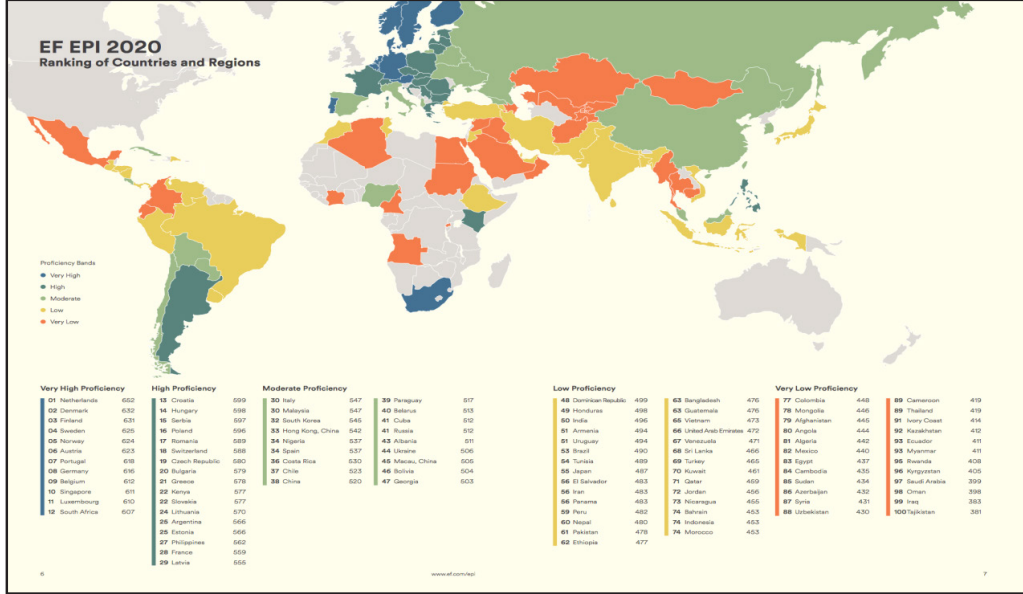 EF EPI 2020
Ranking of Countries and Regions
Proficiency Bands
Very High
High
Moderate
Low
Very Low
Very High Proficiency
01 Netherlands 652
02 Denmark 632
03 Finland 631
04 Sweden 625
05 Norway 624
06 Austria 623
07 Portugal 618
08 Germany 616
09 Belgium 612
10 Singapore 611
11 Luxembourg 610
12 South Africa 607
High Proficiency
13 Croatia 599
14 Hungary 598
15 Serbia 597
16 Poland 596
17 Romania 589
18 Switzerland 588
19 Czech Republic 580
20 Bulgaria 579
21 Greece 578
22 Kenya 577
22 Slovakia 577
24 Lithuania 570
25 Argentina 566
25 Estonia 566
27 Philippines 562
28 France 559
29 Latvia 555
Moderate Proficiency
30 Italy 547
30 Malaysia 547
32 South Korea 545
33 Hong Kong, China 542
34 Nigeria 537
34 Spain 537
36 Costa Rica 530
37 Chile 523
38 China 520
39 Paraguay 517
40 Belarus 513
41 Cuba 512
41 Russia 512
43 Albania 511
44 Ukraine 506
45 Macau, China 505
46 Bolivia 504
47 Georgia 503
Low Proficiency
48 Dominican Republic 499
49 Honduras 498
50 India 496
51 Armenia 494
51 Uruguay 494
53 Brazil 490
54 Tunisia 489
55 Japan 487
56 El Salvador 483
56 Iran 483
56 Panama 483
59 Peru 482
60 Nepal 480
61 Pakistan 478
62 Ethiopia 477
63 Bangladesh 476
63 Guatemala 476
65 Vietnam 473
66 United Arab Emirates 472
67 Venezuela 471
68 Sri Lanka 466
69 Turkey 465
70 Kuwait 461
71 Qatar 459
72 Jordan 456
73 Nicaragua 455
74 Bahrain 453
74 Indonesia 453
74 Morocco 453
Very Low Proficiency
77 Colombia 448
78 Mongolia 446
79 Afghanistan 445
80 Angola 444
81 Algeria 442
82 Mexico 440
83 Egypt 437
84 Cambodia 435
85 Sudan 434
86 Azerbaijan 432
87 Syria 431
88 Uzbekistan 430
89 Cameroon 419
89 Thailand 419
91 Ivory Coast 414
92 Kazakhstan 412
93 Ecuador 411
93 Myanmar 411
95 Rwanda 408
96 Kyrgyzstan 405
97 Saudi Arabia 399
98 Oman 398
99 Iraq 383
100 Tajikistan 381
6
www.ef.com/epi
7